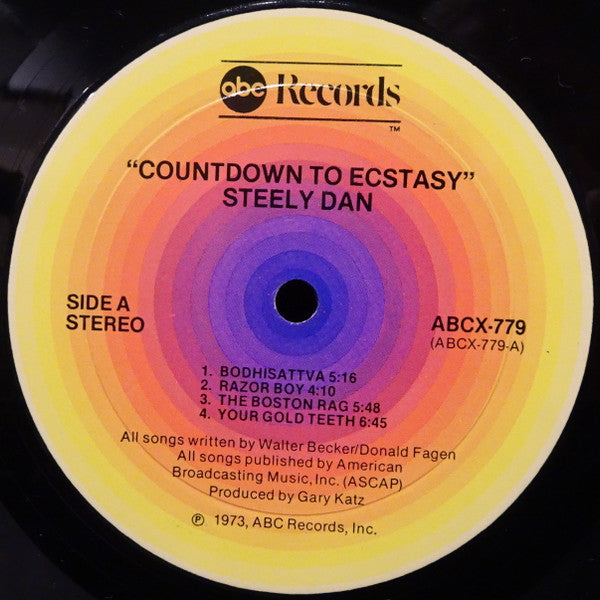 abc Records
TM
“COUNTDOWN TO ECSTASY”
STEELY DAN
SIDE A
STEREO
ABCX-779
(ABCX-779-A)
1. BODHISATTVA 5:16
2. RAZOR BOY 4:10
3. THE BOSTON RAG 5:48
4. YOUR GOLD TEETH 6:45
All songs written by Walter Becker/Donald Fagen
All songs published by American
Broadcasting Music, Inc. (ASCAP)
Produced by Gary Katz
℗ 1973, ABC Records, Inc.